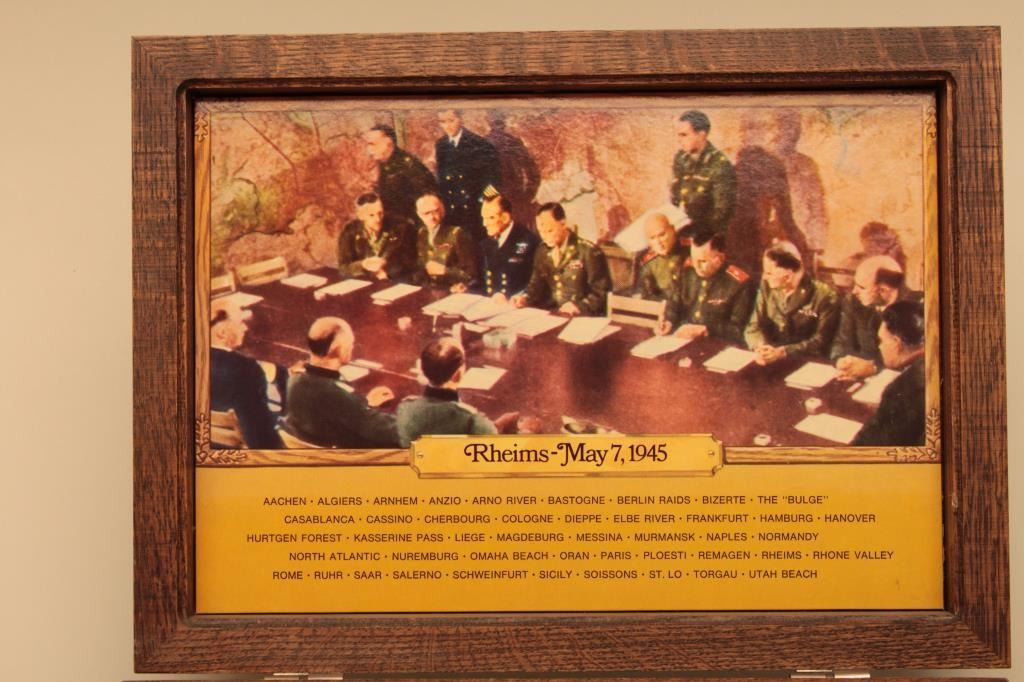 Rheims-May 7, 1945
AACHEN · ALGIERS · ARNHEM · ANZIO · ARNO RIVER · BASTOGNE · BERLIN RAIDS · BIZERTE · THE "BULGE"
CASABLANCA · CASSINO · CHERBOURG · COLOGNE · DIEPPE · ELBE RIVER · FRANKFURT · HAMBURG · HANOVER
HURTGEN FOREST · KASSERINE PASS · LIEGE · MAGDEBURG · MESSINA · MURMANSK · NAPLES · NORMANDY
NORTH ATLANTIC · NUREMBURG · OMAHA BEACH · ORAN · PARIS · PLOESTI · REMAGEN · RHEIMS · RHONE VALLEY
ROME · RUHR · SAAR · SALERNO · SCHWEINFURT · SICILY · SOISSONS · ST. LO · TORGAU · UTAH BEACH